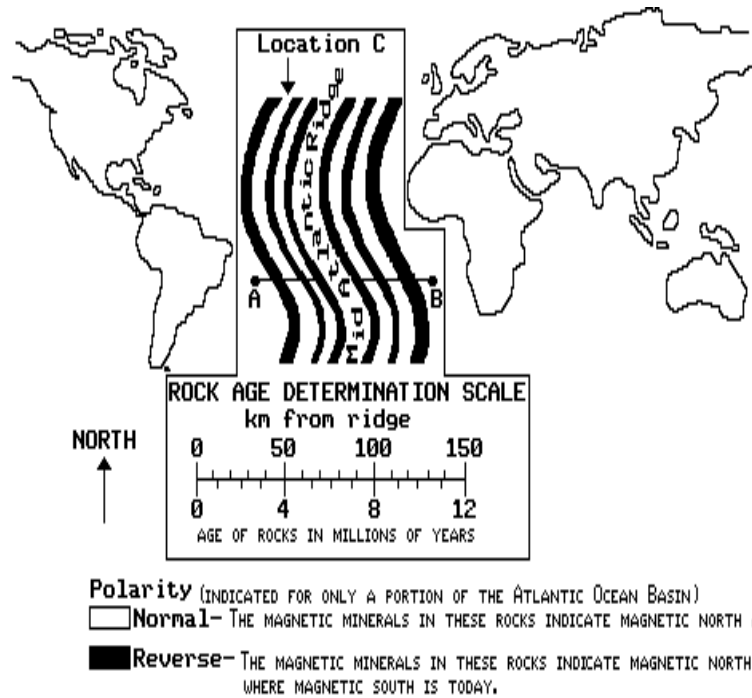 Location C
Mid Atlantic Ridge
A
B
ROCK AGE DETERMINATION SCALE
km from ridge
0 50 100 150
0 4 8 12
AGE OF ROCKS IN MILLIONS OF YEARS
NORTH
Polarity (INDICATED FOR ONLY A PORTION OF THE ATLANTIC OCEAN BASIN)
Normal- THE MAGNETIC MINERALS IN THESE ROCKS INDICATE MAGNETIC NORTH
Reverse- THE MAGNETIC MINERALS IN THESE ROCKS INDICATE MAGNETIC NORTH
WHERE MAGNETIC SOUTH IS TODAY.